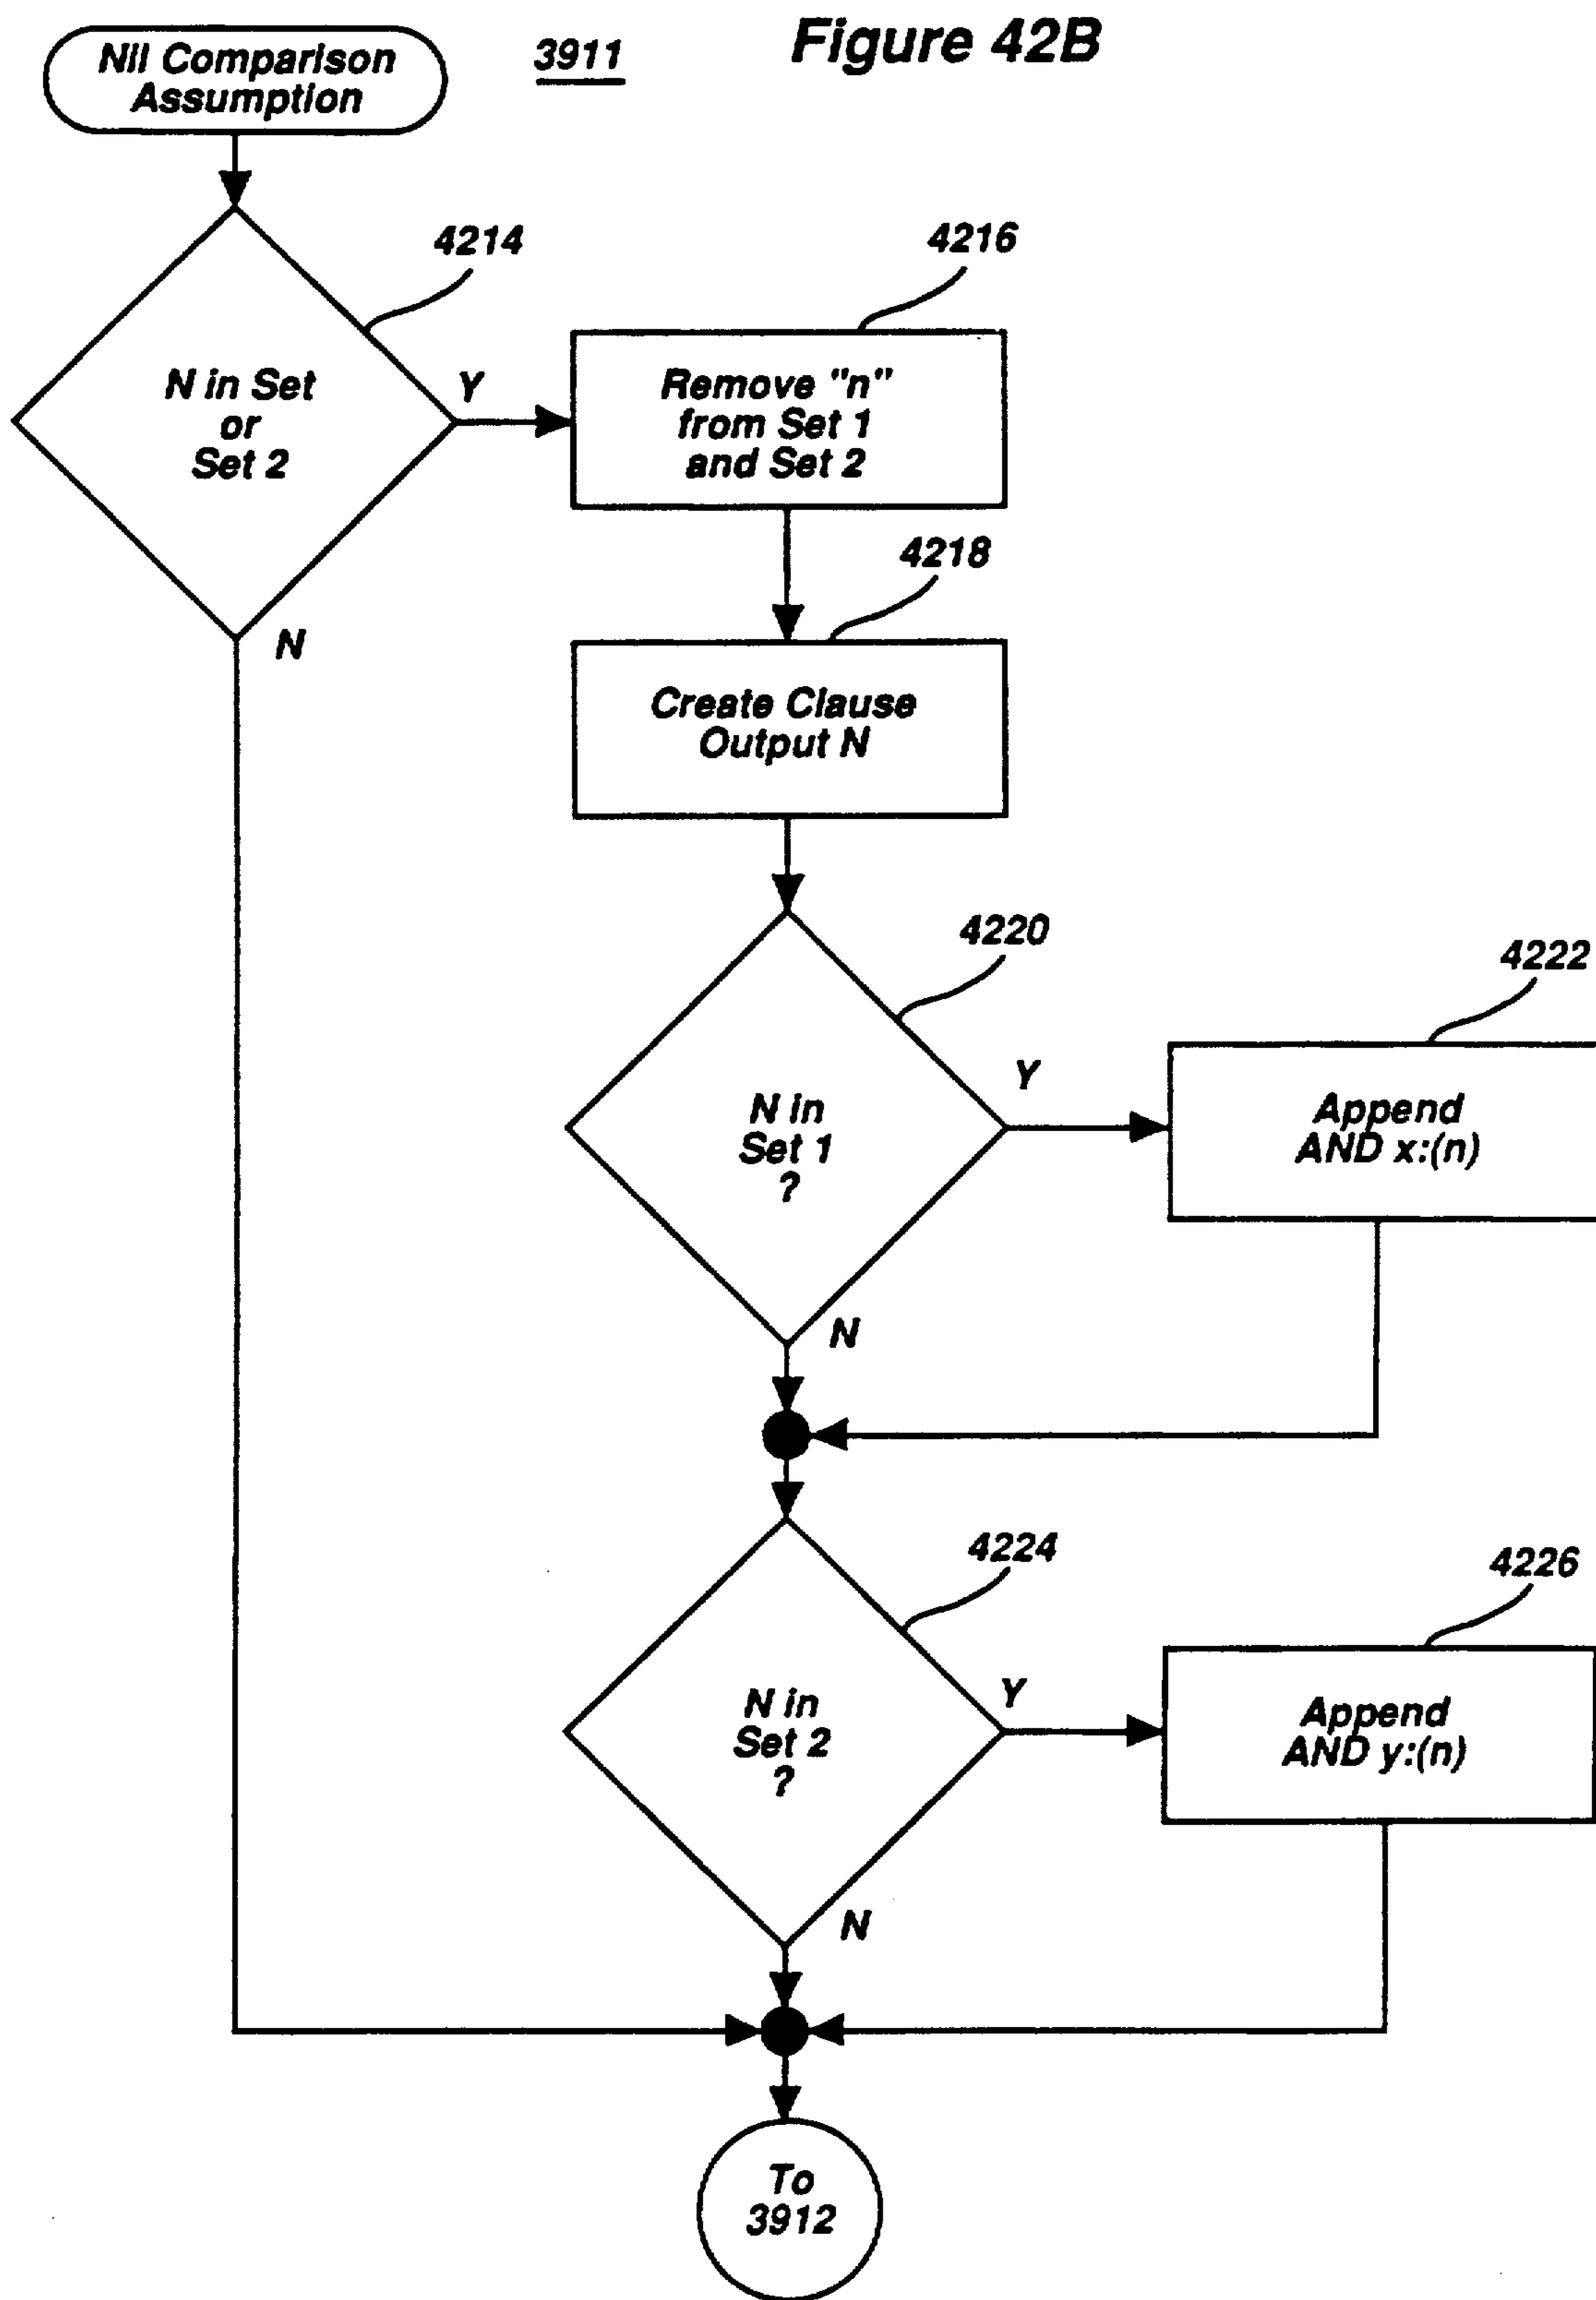 Figure 42B
3911
Nil Comparison
Assumption
4214
N in Set
or
Set 2
Y
N
4216
Remove "n"
from Set 1
and Set 2
4218
Create Clause
Output N
4220
N in
Set 1
?
Y
N
4222
Append
AND x:(n)
4224
N in
Set 2
?
Y
N
4226
Append
AND y:(n)
To
3912